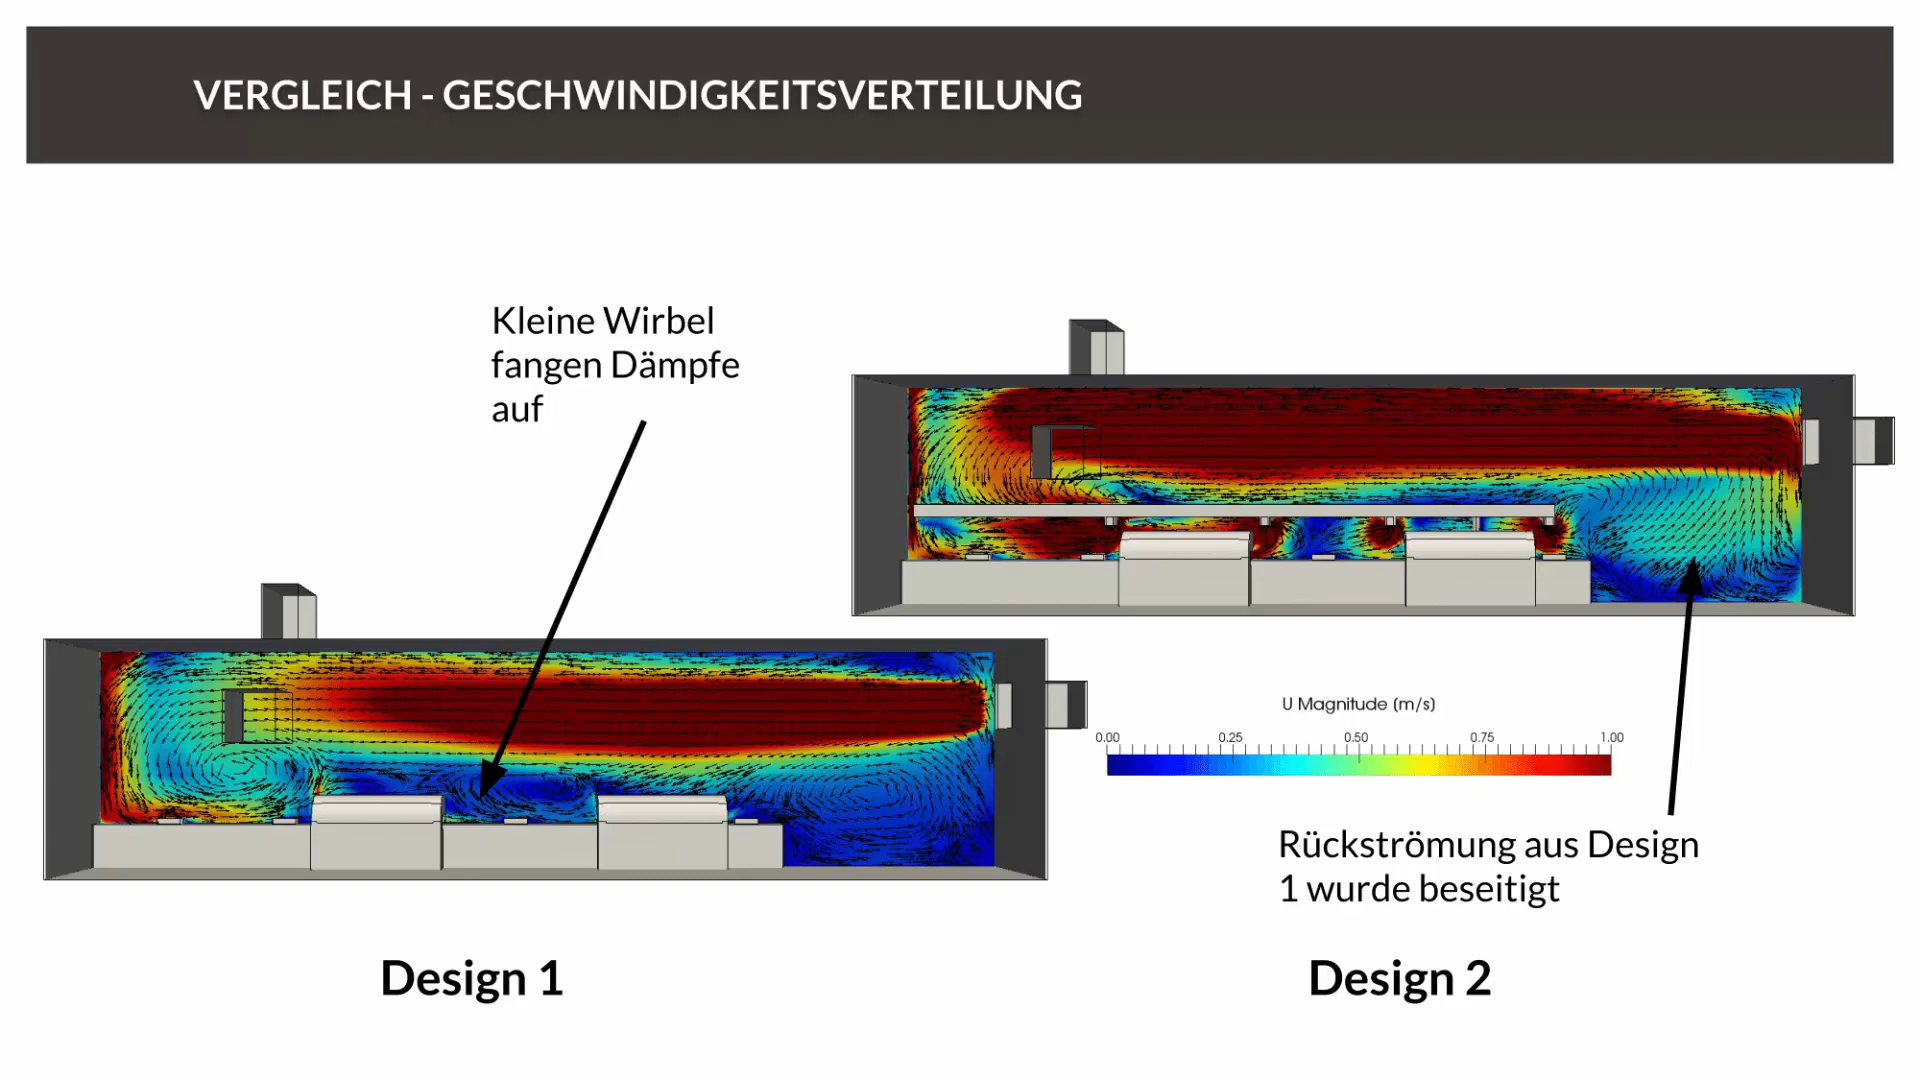 VERGLEICH - GESCHWINDIGKEITSVERTEILUNG
Kleine Wirbel
fangen Dämpfe
auf
U Magnitude (m/s)
0.00 0.25 0.50 0.75 1.00
Rückströmung aus Design
1 wurde beseitigt
Design 1
Design 2